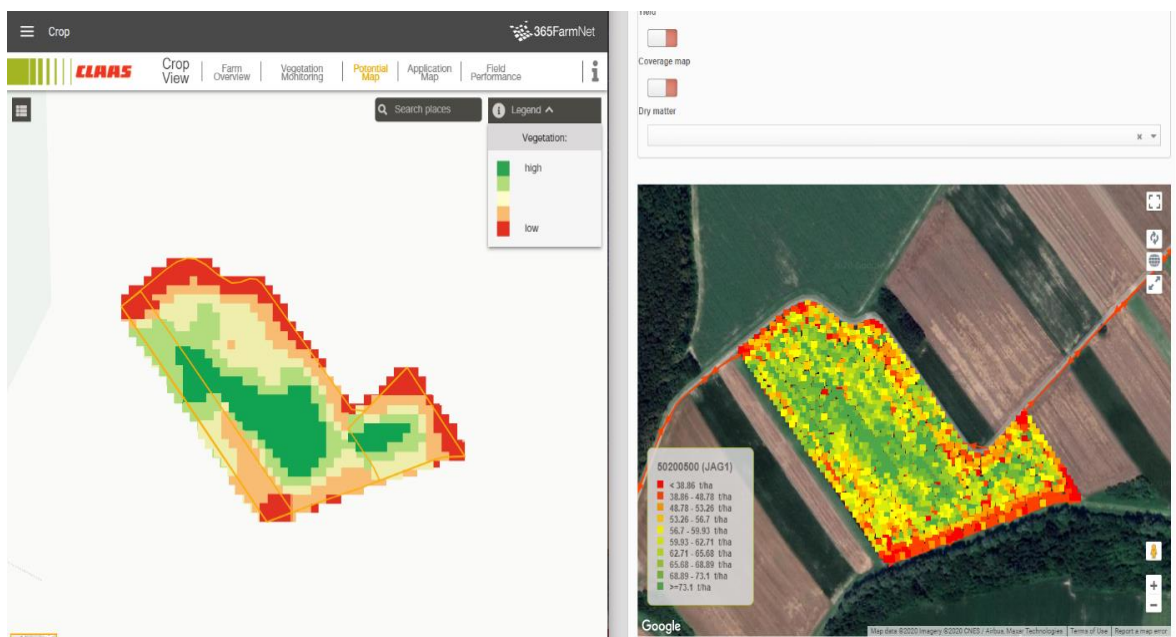 Crop
365FarmNet
CLAAS
Crop View
Farm Overview
Vegetation Monitoring
Potential Map
Application Map
Field Performance
i
Search places
Legend
Vegetation:
high
low
Yield
Coverage map
Dry matter
50200500 (JAG1)
< 38.86 t/ha
38.86 - 48.78 t/ha
48.78 - 53.26 t/ha
53.26 - 56.7 t/ha
56.7 - 59.93 t/ha
59.93 - 62.71 t/ha
62.71 - 65.68 t/ha
65.68 - 68.89 t/ha
68.89 - 73.1 t/ha
>=73.1 t/ha
Google
Map data ©2020 Imagery ©2020 CNES / Airbus, Maxar Technologies
Terms of Use
Report a map error